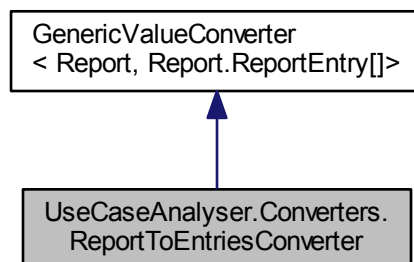 GenericValueConverter
< Report, Report.ReportEntry[]>
UseCaseAnalyser.Converters.
ReportToEntriesConverter